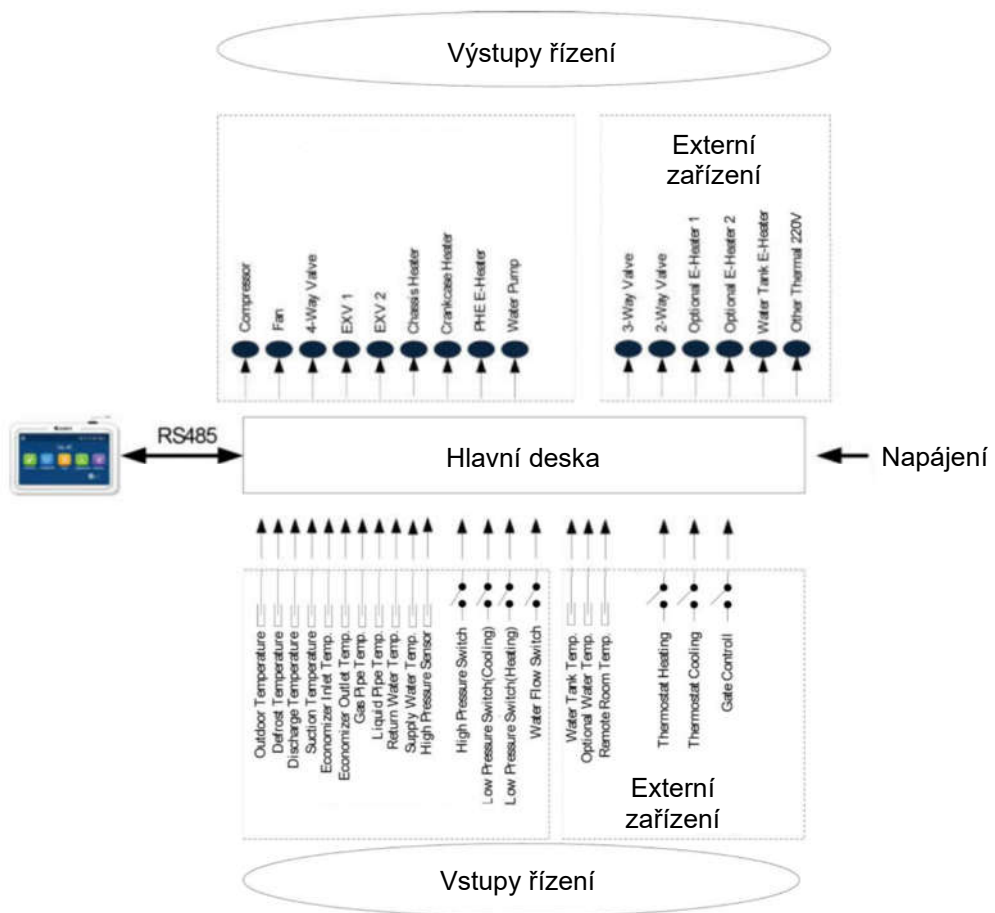 Výstupy řízení
Externí
zařízení
Compressor
Fan
4-Way Valve
EXV 1
EXV 2
Chassis Heater
Crankcase Heater
PHE E-Heater
Water Pump
3-Way Valve
2-Way Valve
Optional E-Heater 1
Optional E-Heater 2
Water Tank E-Heater
Other Thermal 220V
RS485
Hlavní deska
Napájení
Outdoor Temperature
Defrost Temperature
Discharge Temperature
Suction Temperature
Economizer Inlet Temp.
Economizer Outlet Temp.
Gas Pipe Temp.
Liquid Pipe Temp.
Return Water Temp.
Supply Water Temp.
High Pressure Sensor
High Pressure Switch
Low Pressure Switch(Cooling)
Low Pressure Switch(Heating)
Water Flow Switch
Water Tank Temp.
Optional Water Temp.
Remote Room Temp.
Thermostat Heating
Thermostat Cooling
Gate Controll
Externí
zařízení
Vstupy řízení